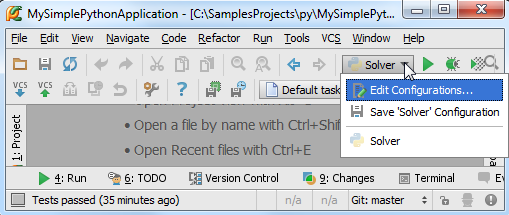 MySimplePythonApplication - [C:\SamplesProjects\py\MySimplePyt
File Edit View Navigate Code Refactor Run Tools VCS Window Help
Solver
Edit Configurations...
VCS VCS Default task
Save 'Solver' Configuration
Solver
1: Project
• Open a file by name with Ctrl+Shif
• Open Recent files with Ctrl+E
4: Run 6: TODO Version Control 9: Changes Terminal
Tests passed (35 minutes ago) n/a n/a Git: master